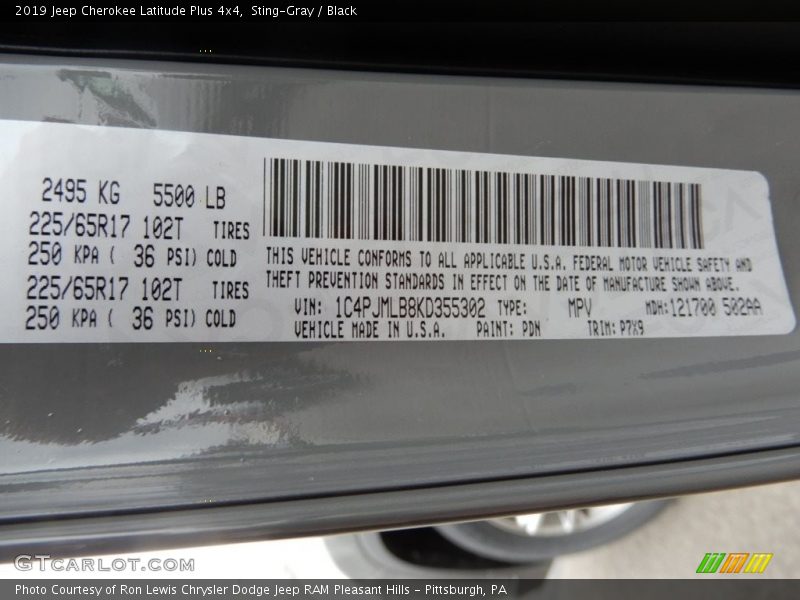 2019 Jeep Cherokee Latitude Plus 4x4, Sting-Gray / Black
2495 KG 5500 LB
225/65R17 102T TIRES
250 KPA ( 36 PSI) COLD
225/65R17 102T TIRES
250 KPA ( 36 PSI) COLD
THIS VEHICLE CONFORMS TO ALL APPLICABLE U.S.A. FEDERAL MOTOR VEHICLE SAFETY AND
THEFT PREVENTION STANDARDS IN EFFECT ON THE DATE OF MANUFACTURE SHOWN ABOVE.
VIN: 1C4PJMLB8KD355302 TYPE: MPV MDH:121700 502AA
VEHICLE MADE IN U.S.A. PAINT: PDN TRIM: P7X9
GTCARLOT.COM
Photo Courtesy of Ron Lewis Chrysler Dodge Jeep RAM Pleasant Hills - Pittsburgh, PA